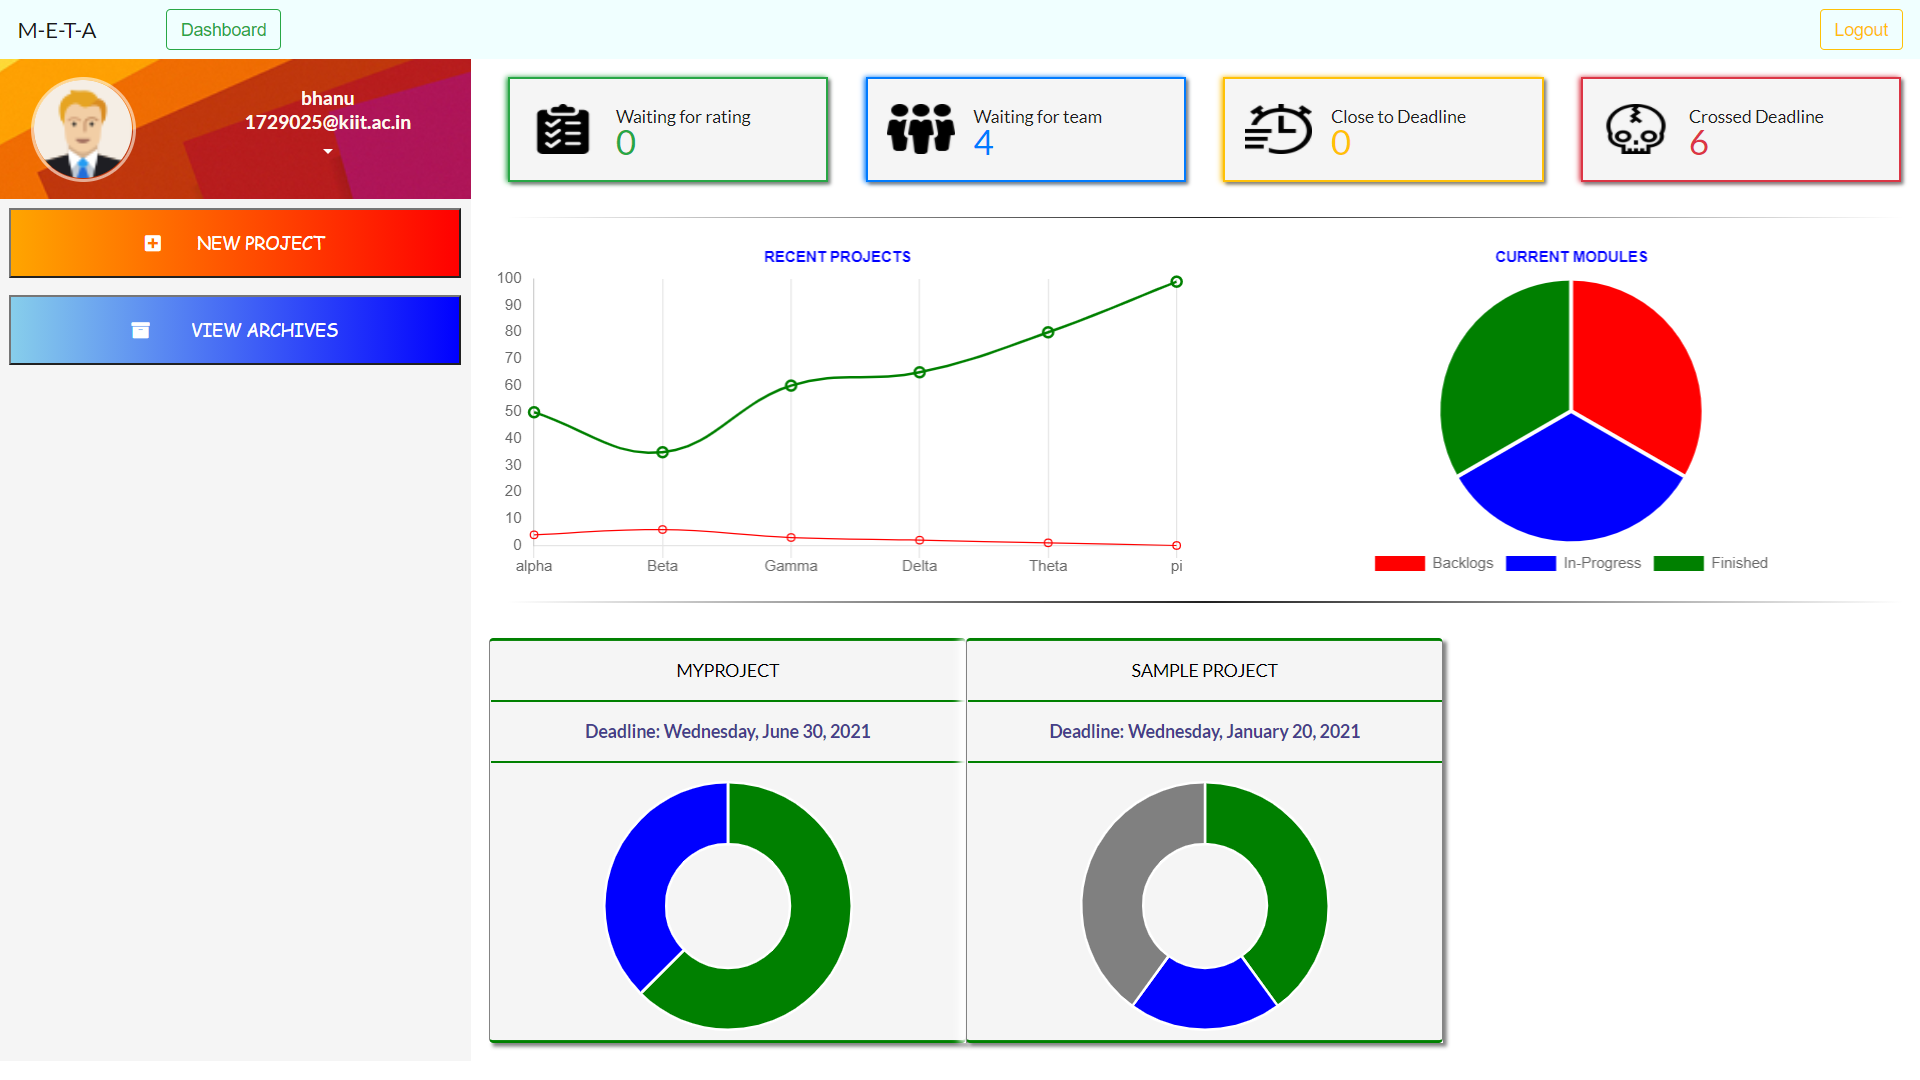 M-E-T-A
Dashboard
Logout
bhanu
1729025@kiit.ac.in
NEW PROJECT
VIEW ARCHIVES
Waiting for rating
0
Waiting for team
4
Close to Deadline
0
Crossed Deadline
6
RECENT PROJECTS
100
90
80
70
60
50
40
30
20
10
0
alpha Beta Gamma Delta Theta pi
CURRENT MODULES
Backlogs In-Progress Finished
MYPROJECT
Deadline: Wednesday, June 30, 2021
SAMPLE PROJECT
Deadline: Wednesday, January 20, 2021